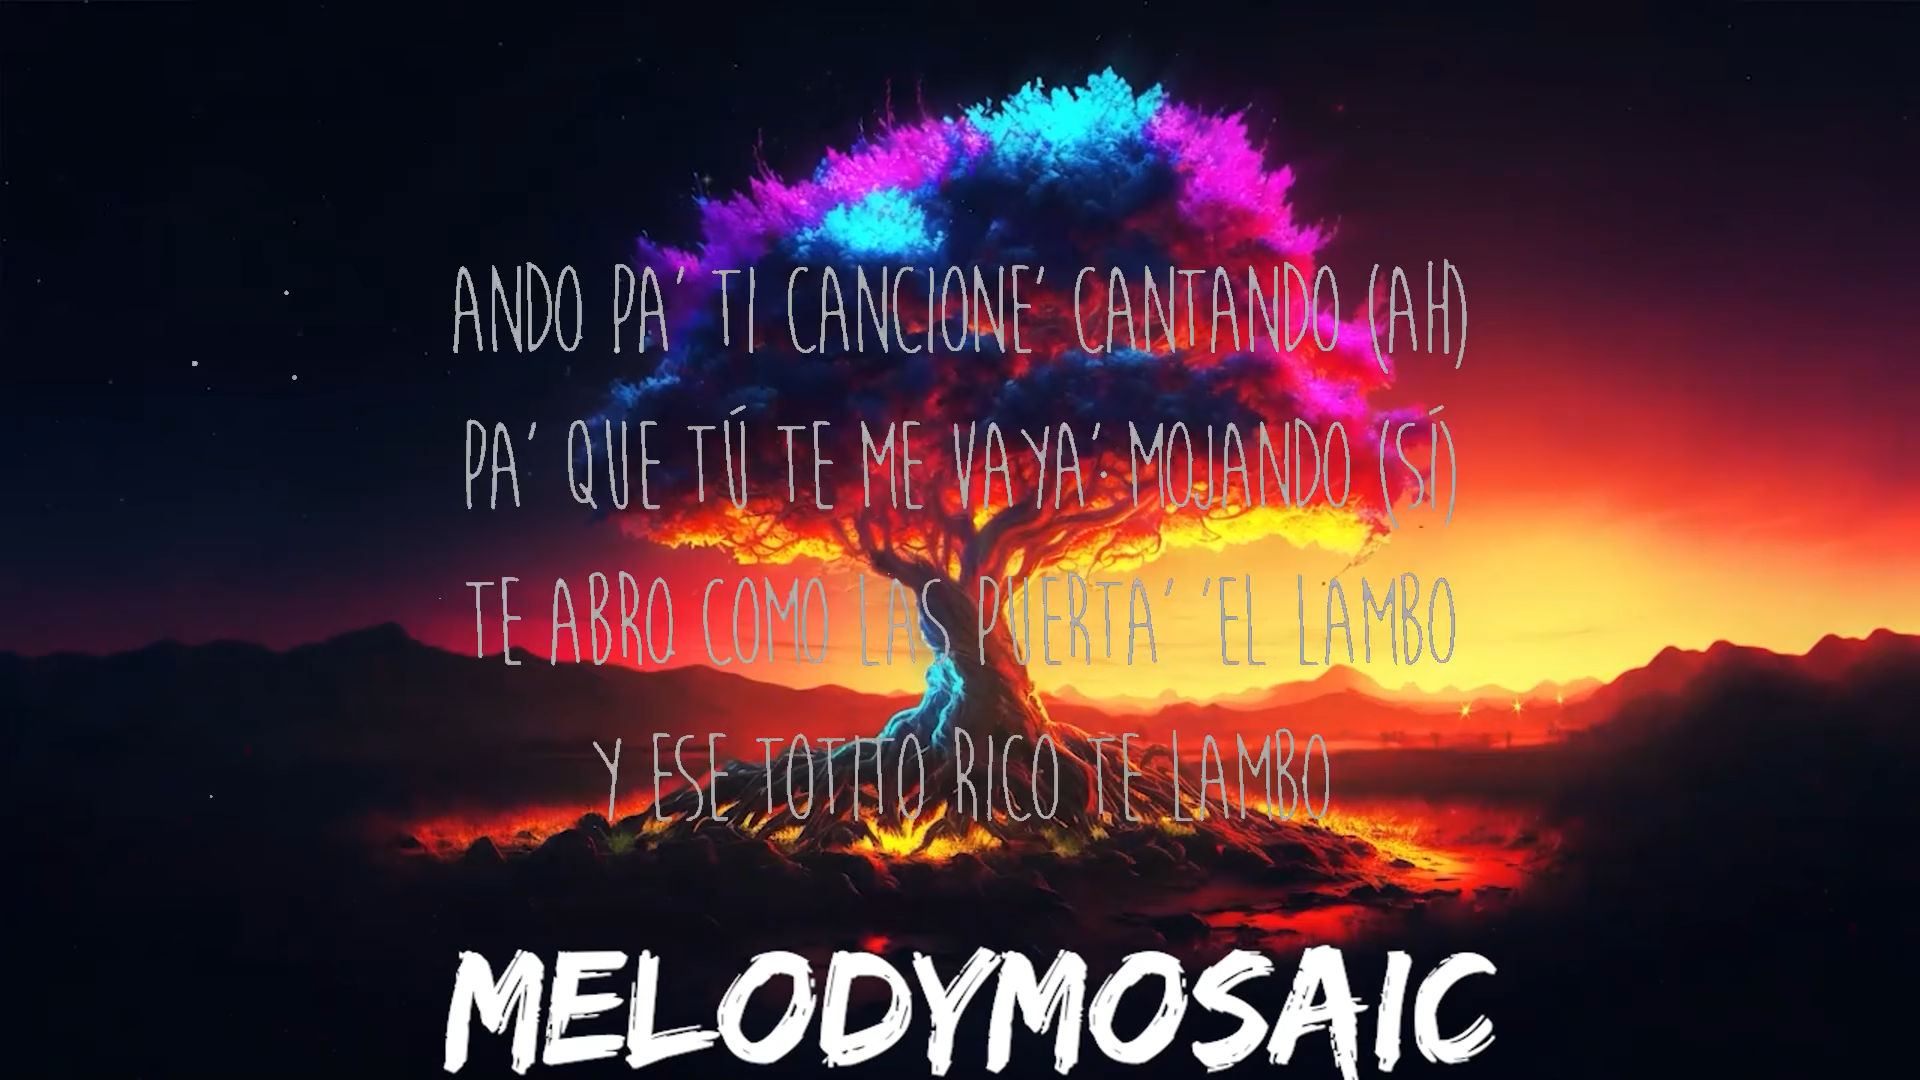 ANDO PA' TI CANCIONE' CANTANDO (AH)
PA' QUE TÚ TE ME VAYA' MOJANDO (SÍ)
TE ABRO COMO LAS PUERTA' 'EL LAMBO
Y ESE TOTITO RICO TE LAMBO
MELODYMOSAIC